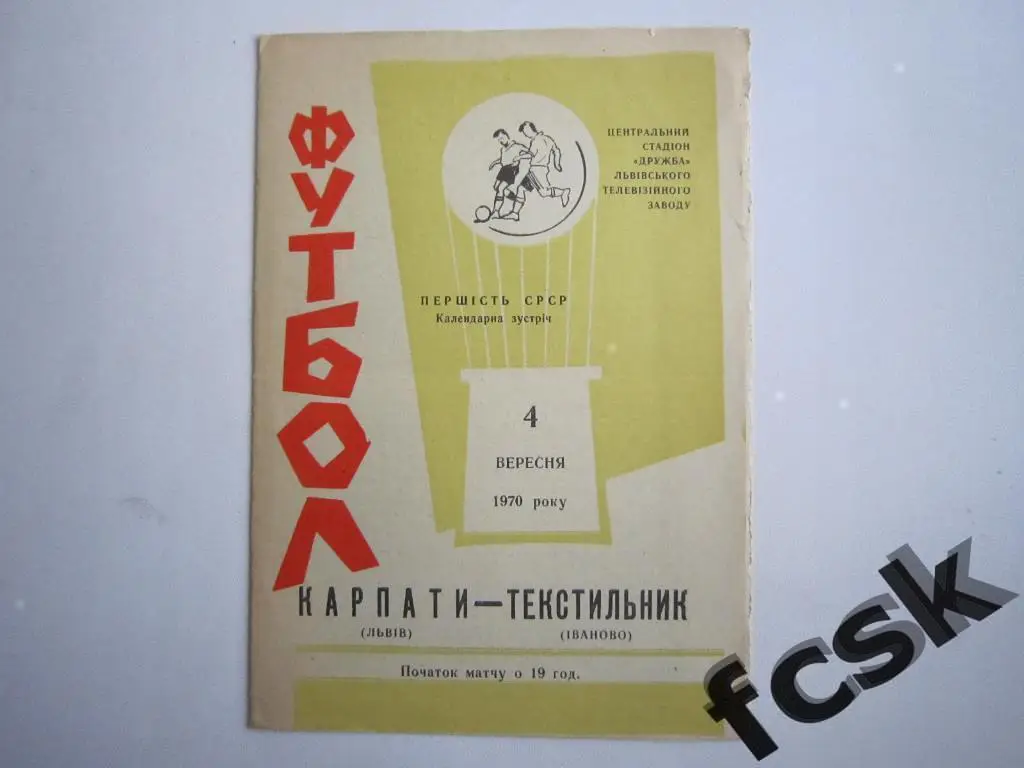 ФУТБОЛ
ЦЕНТРАЛЬНИЙ
СТАДІОН
«ДРУЖБА»
ЛЬВІВСЬКОГО
ТЕЛЕВІЗІЙНОГО
ЗАВОДУ
ПЕРШІСТЬ СРСР
Календарна зустріч
4
ВЕРЕСНЯ
1970 року
КАРПАТИ—ТЕКСТИЛЬНИК
(ЛЬВІВ) (ІВАНОВО)
Початок матчу о 19 год.
fcsk